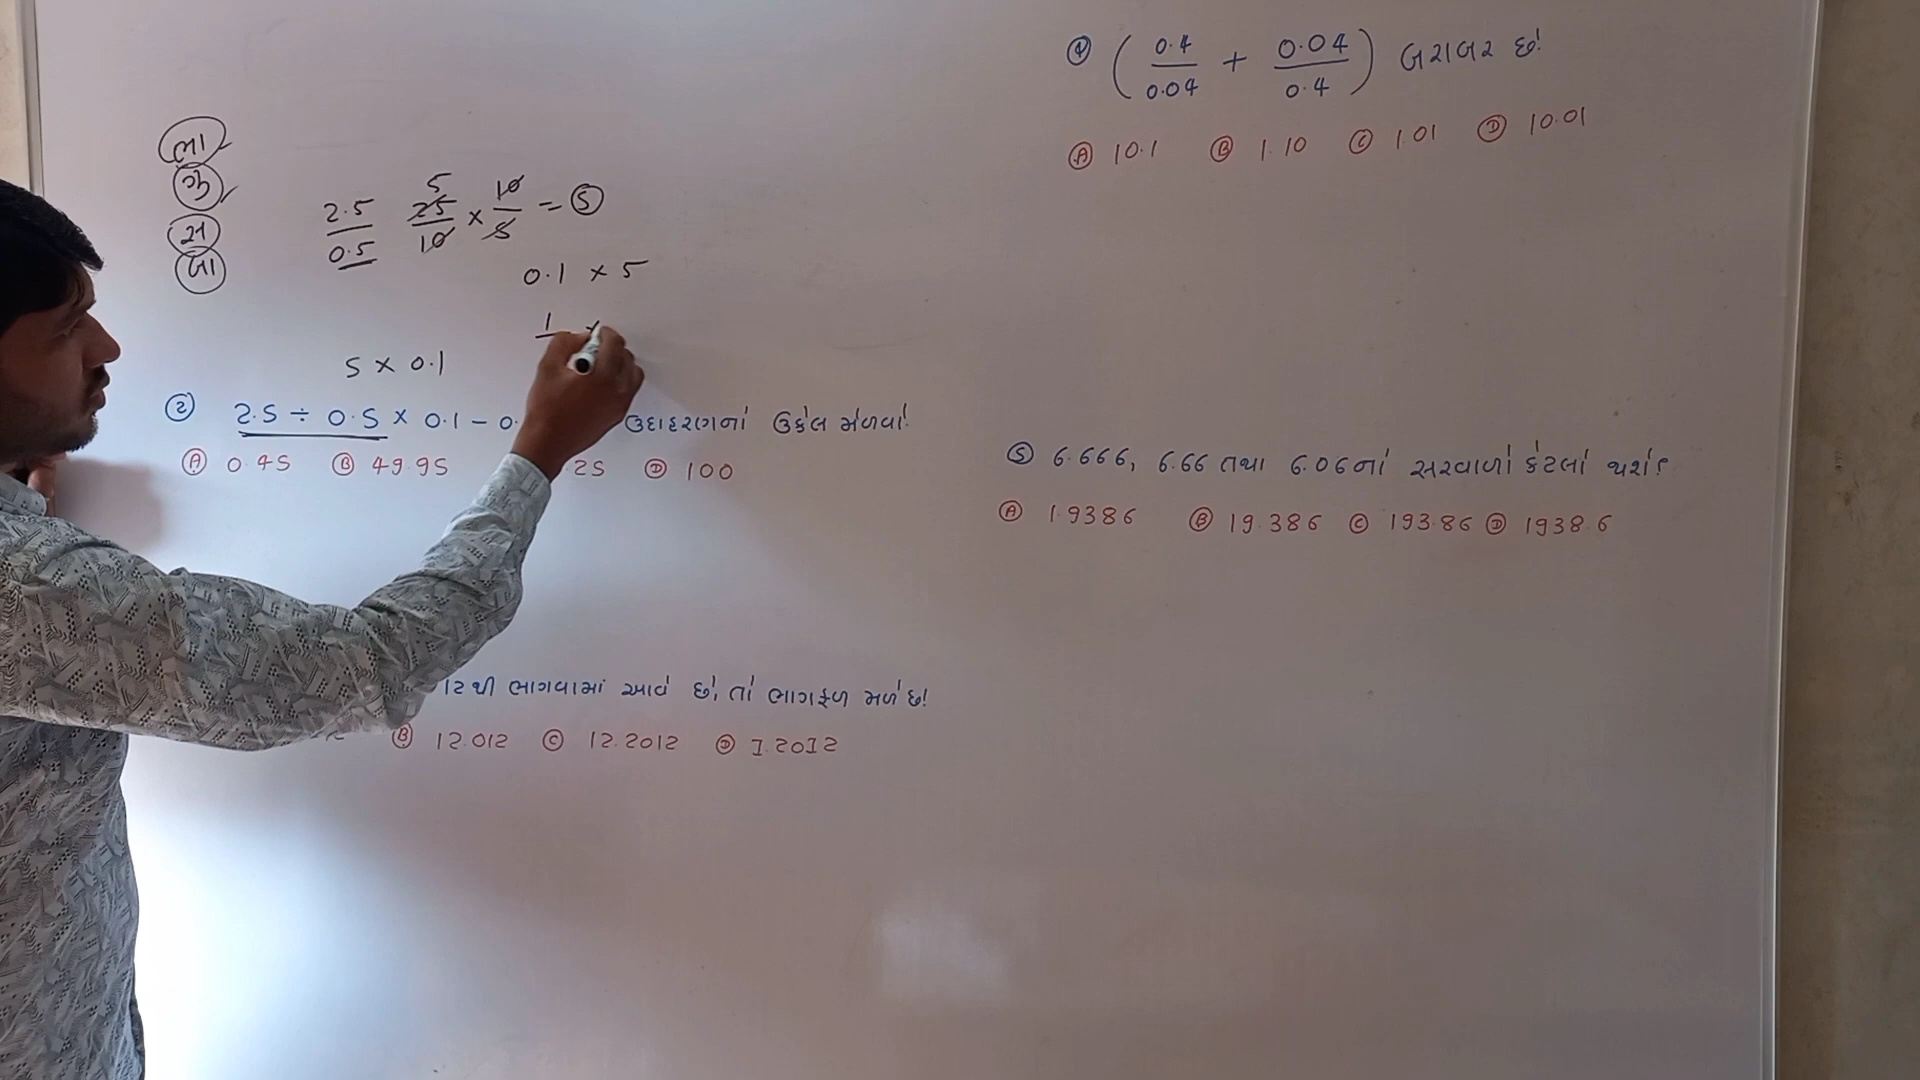 લા
ગુ
સ
બા
2.5/0.5 25/10 × 10/5 = 5
5
0.1 × 5
1 ×
5 × 0.1
② 2.5 ÷ 0.5 × 0.1 – 0. ઉદાહરણનો ઉકેલ મેળવો.
Ⓐ 0.45 Ⓑ 49.95 .25 Ⓓ 100
12થી ભાગવામાં આવે છે, તો ભાગફળ મળે છે.
Ⓑ 12.012 Ⓒ 12.2012 Ⓓ 1.2012
④ (0.4/0.04 + 0.04/0.4) બરાબર છે.
Ⓐ 10.1 Ⓑ 1.10 Ⓒ 1.01 Ⓓ 10.01
⑤ 6.666, 6.66 તથા 6.06નો સરવાળો કેટલો થશે?
Ⓐ 1.9386 Ⓑ 19.386 Ⓒ 193.86 Ⓓ 1938.6